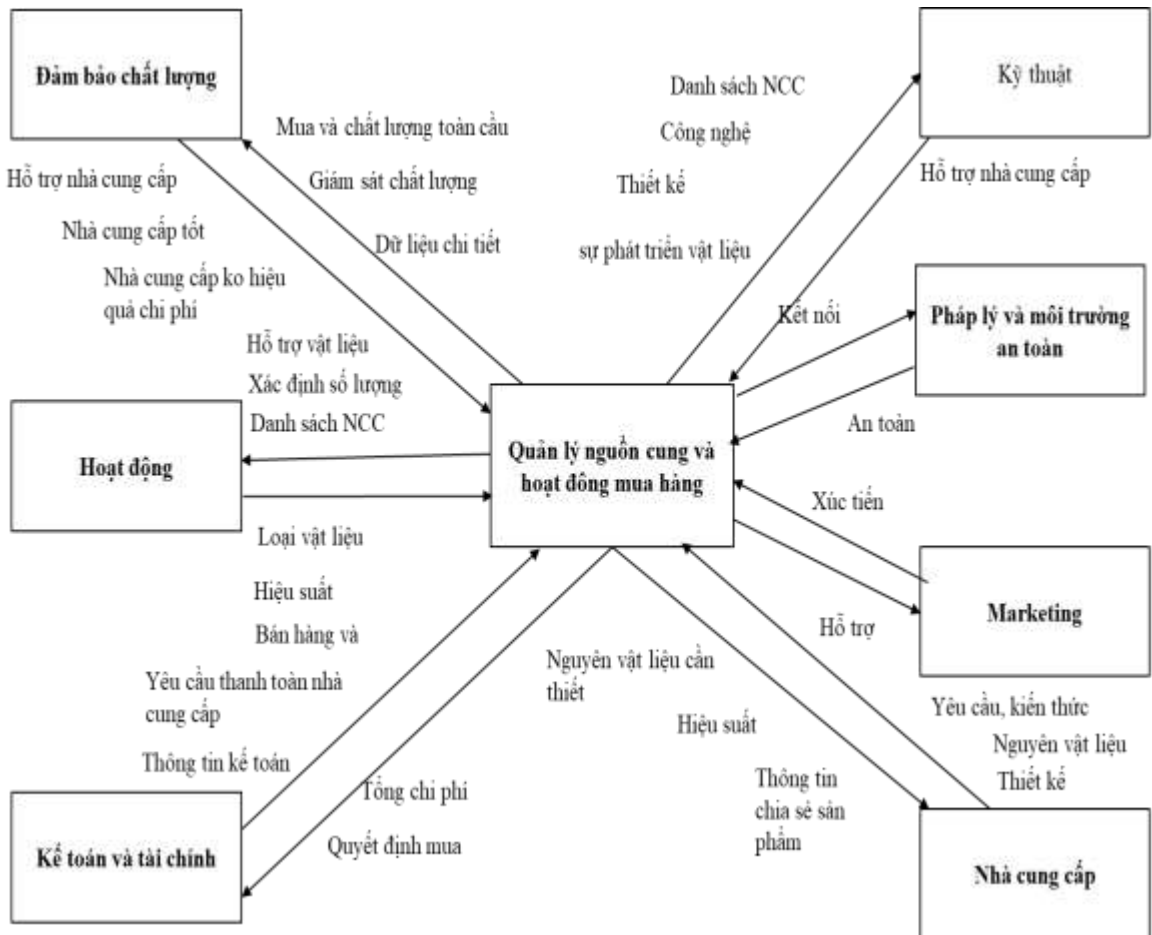 Đảm bảo chất lượng
Kỹ thuật
Danh sách NCC
Công nghệ
Thiết kế
sự phát triển vật liệu
Mua và chất lượng toàn cầu
Giám sát chất lượng
Dữ liệu chi tiết
Hỗ trợ nhà cung cấp
Nhà cung cấp tốt
Nhà cung cấp ko hiệu
quả chi phí
Hỗ trợ nhà cung cấp
Kết nối
Pháp lý và môi trường
an toàn
An toàn
Hỗ trợ vật liệu
Xác định số lượng
Danh sách NCC
Hoạt động
Quản lý nguồn cung và
hoạt đông mua hàng
Loại vật liệu
Hiệu suất
Bán hàng và
Yêu cầu thanh toàn nhà
cung cấp
Thông tin kế toán
Xúc tiến
Marketing
Hỗ trợ
Nguyên vật liệu cần
thiết
Hiệu suất
Thông tin
chia sẻ sản
phẩm
Yêu cầu, kiến thức
Nguyên vật liệu
Thiết kế
Tổng chi phí
Quyết định mua
Kế toán và tài chính
Nhà cung cấp